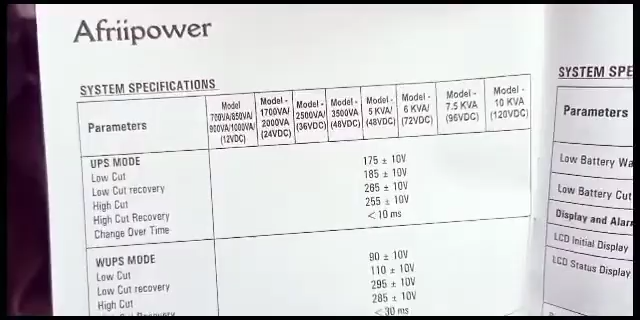 Afriipower
SYSTEM SPECIFICATIONS
Parameters
Model 700VA/850VA/ 900VA/1000VA/ (12VDC)
Model - 1700VA/ 2000VA (24VDC)
Model - 2500VA/ (36VDC)
Model - 3500VA (48VDC)
Model - 5 KVA/ (48VDC)
Model - 6 KVA/ (72VDC)
Model - 7.5 KVA (96VDC)
Model - 10 KVA (120VDC)
UPS MODE
Low Cut 175 ± 10V
Low Cut recovery 185 ± 10V
High Cut 265 ± 10V
High Cut Recovery 255 ± 10V
Change Over Time <10 ms
WUPS MODE
Low Cut 90 ± 10V
Low Cut recovery 110 ± 10V
High Cut 295 ± 10V
285 ± 10V
<30 ms
SYSTEM SPE
Parameters
Low Battery Wa
Low Battery Cut
Display and Alar
LCD Initial Display
LCD Status Display